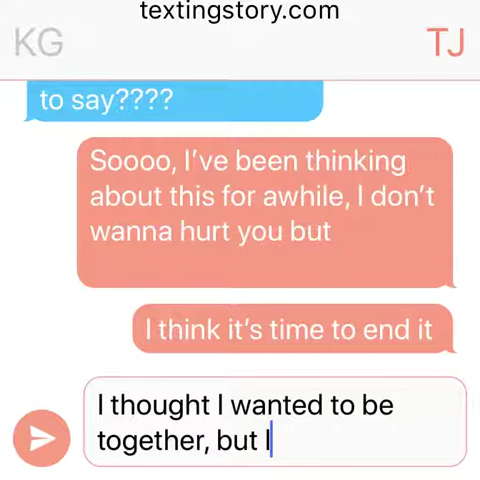 textingstory.com
KG
TJ
to say????
Soooo, I’ve been thinking
about this for awhile, I don’t
wanna hurt you but
I think it’s time to end it
I thought I wanted to be
together, but I